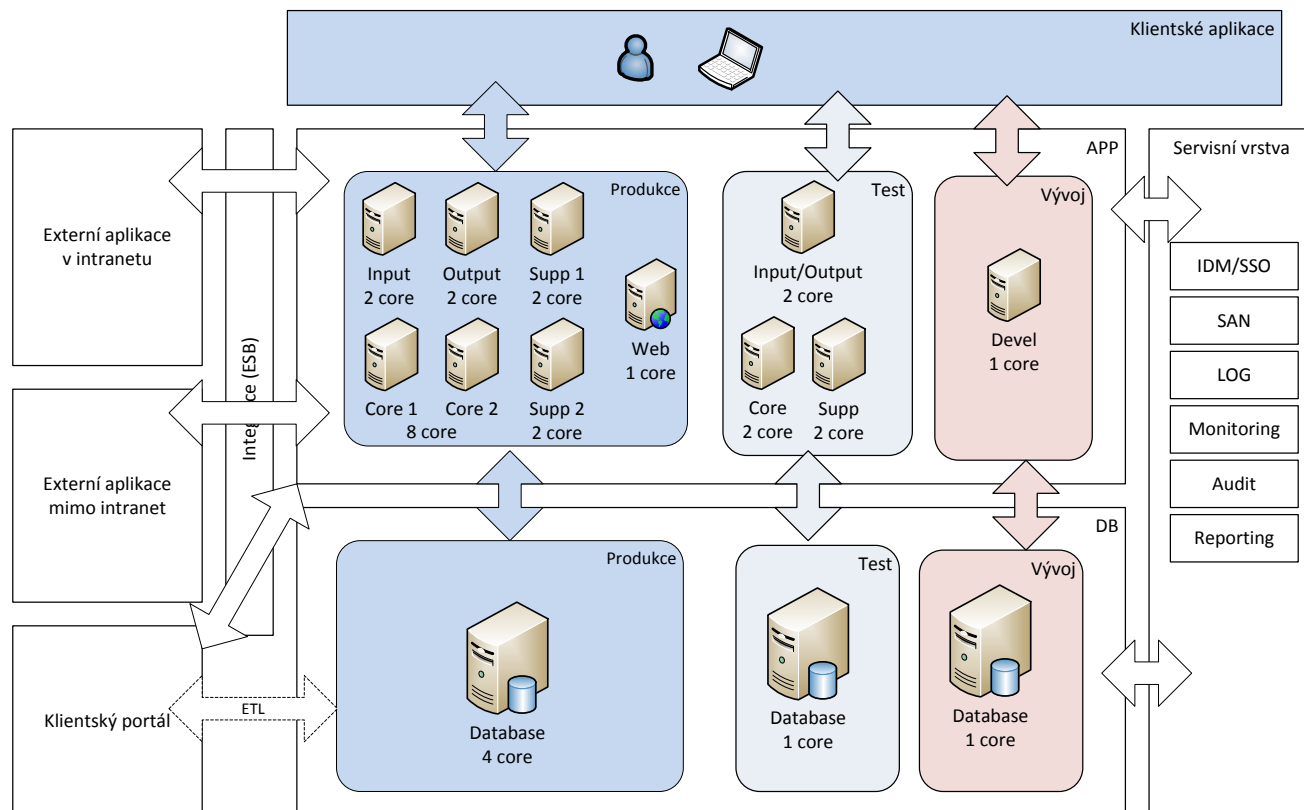 Klientské aplikace
Externí aplikace
v intranetu
Externí aplikace
mimo intranet
Klientský portál
ETL
APP
Produkce
Input
2 core
Output
2 core
Supp 1
2 core
Web
1 core
Core 1
Core 2
8 core
Supp 2
2 core
Test
Input/Output
2 core
Core
2 core
Supp
2 core
Vývoj
Devel
1 core
DB
Produkce
Database
4 core
Test
Database
1 core
Vývoj
Database
1 core
Servisní vrstva
IDM/SSO
SAN
LOG
Monitoring
Audit
Reporting
(ESB)